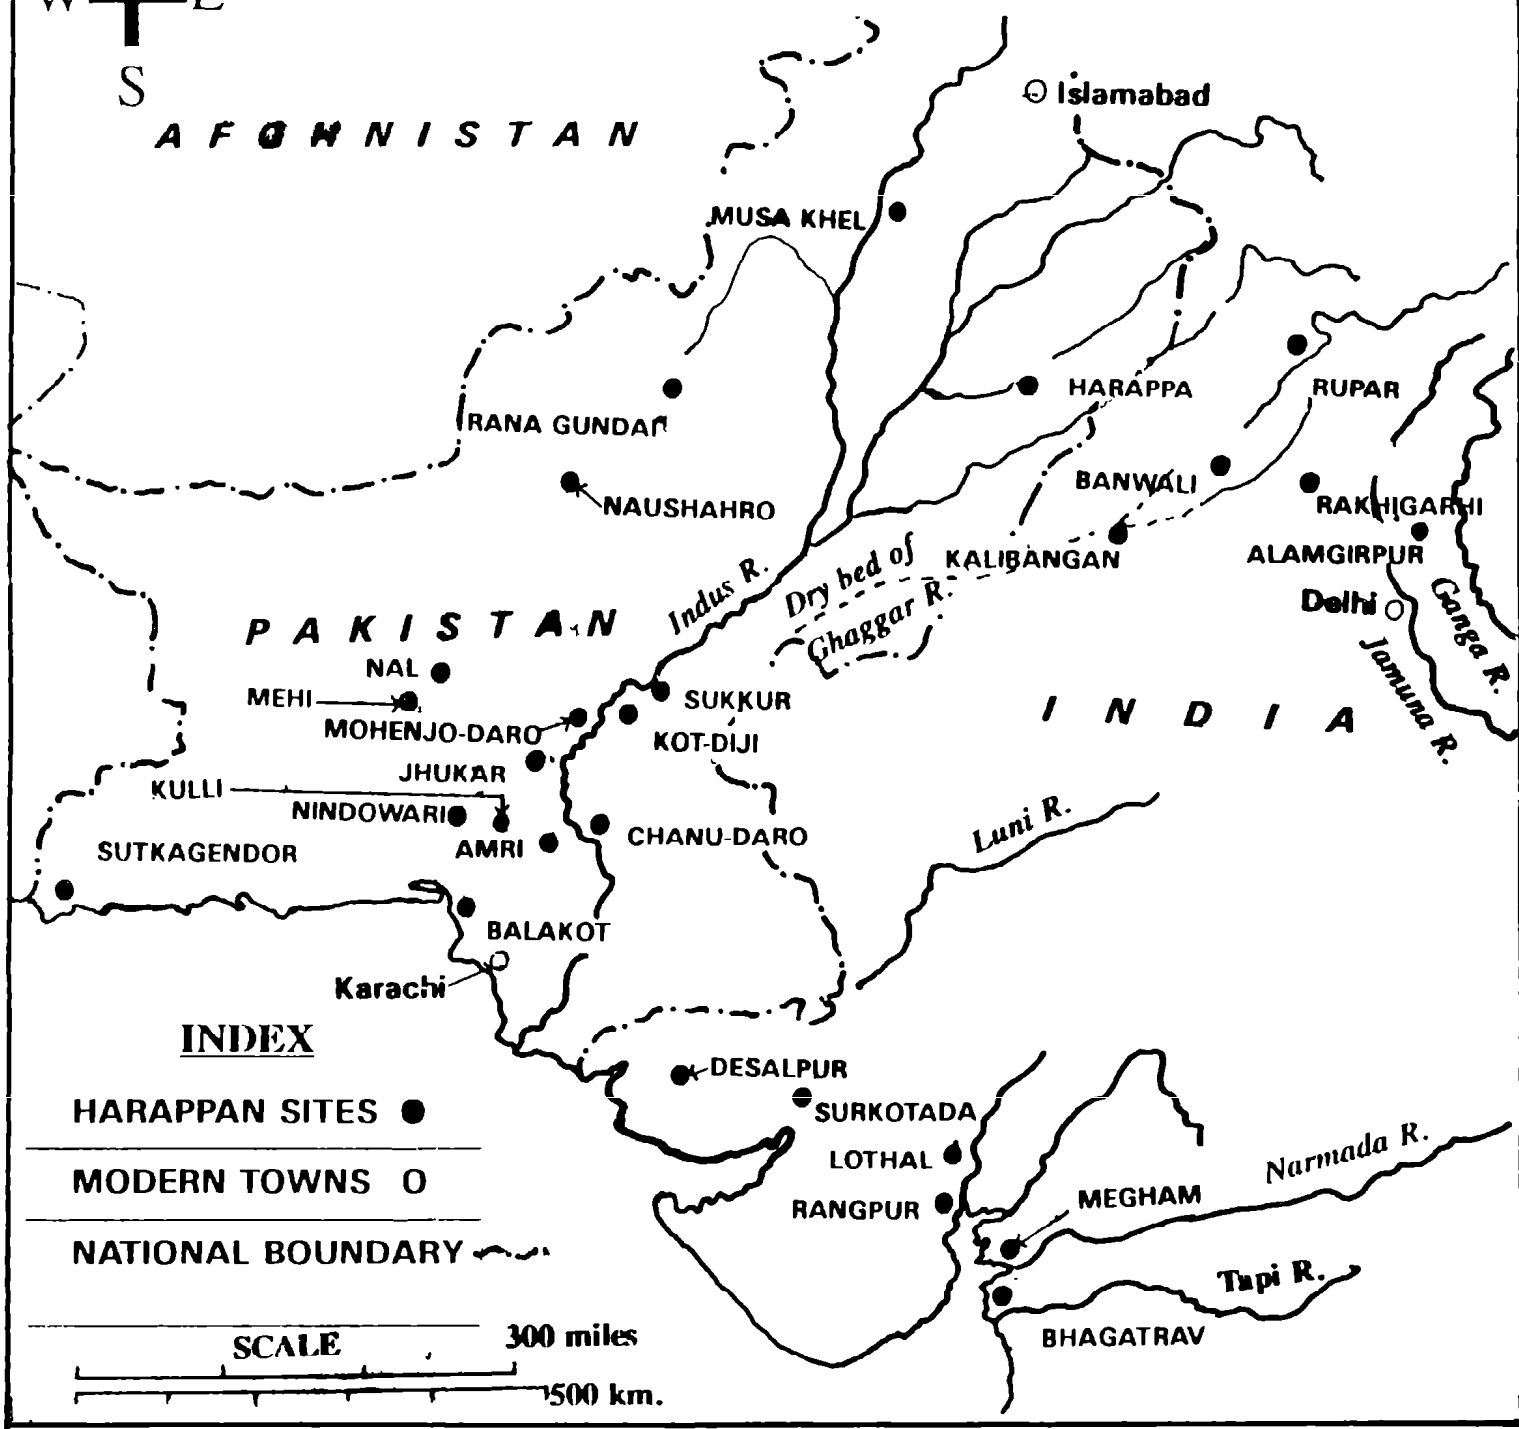 W E
S
Islamabad
AFGHNISTAN
MUSA KHEL
HARAPPA
RUPAR
RANA GUNDAI
BANWALI
NAUSHAHRO
RAKHIGARHI
KALIBANGAN
ALAMGIRPUR
Dry bed of
Ghaggar R.
Indus R.
Delhi
Ganga R.
Jamuna R.
PAKISTAN
NAL
MEHI
SUKKUR
INDIA
MOHENJO-DARO
KOT-DIJI
JHUKAR
KULLI
NINDOWARI
CHANU-DARO
Luni R.
AMRI
SUTKAGENDOR
BALAKOT
Karachi
INDEX
DESALPUR
HARAPPAN SITES
SURKOTADA
LOTHAL
Narmada R.
MODERN TOWNS
RANGPUR
MEGHAM
NATIONAL BOUNDARY
Tapi R.
BHAGATRAV
SCALE
300 miles
500 km.